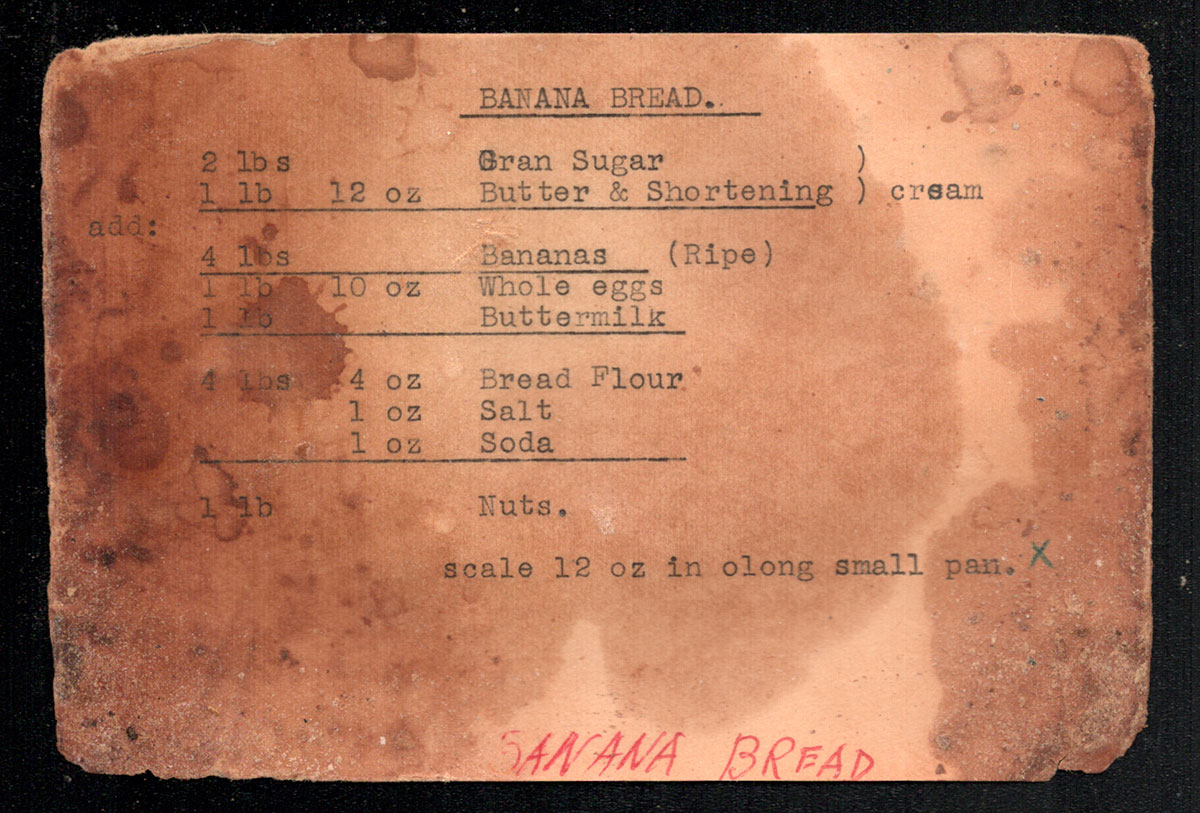 BANANA BREAD.
2 lbs Gran Sugar )
1 lb 12 oz Butter & Shortening ) cream
add:
4 lbs Bananas (Ripe)
1 lb 10 oz Whole eggs
1 lb Buttermilk
4 lbs 4 oz Bread Flour
1 oz Salt
1 oz Soda
1 lb Nuts.
scale 12 oz in olong small pan. X
BANANA BREAD